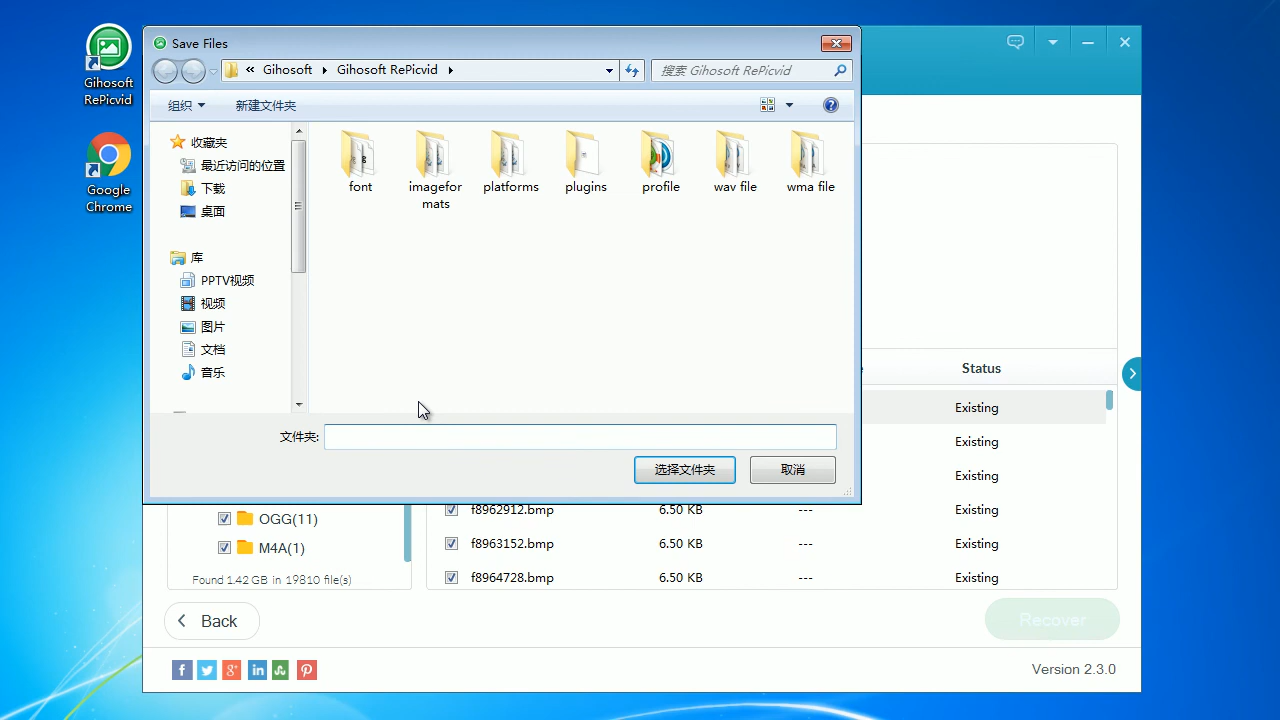 Gihosoft
RePicvid
Google
Chrome
Save Files
« Gihosoft ▸ Gihosoft RePicvid ▸
搜索 Gihosoft RePicvid
组织
新建文件夹
收藏夹
最近访问的位置
下载
桌面
库
PPTV视频
视频
图片
文档
音乐
font
imagefor
mats
platforms
plugins
profile
wav file
wma file
文件夹:
选择文件夹
取消
Status
Existing
Existing
Existing
f8962912.bmp 6.50 KB --- Existing
f8963152.bmp 6.50 KB --- Existing
f8964728.bmp 6.50 KB --- Existing
OGG(11)
M4A(1)
Found 1.42 GB in 19810 file(s)
Back
Recover
Version 2.3.0